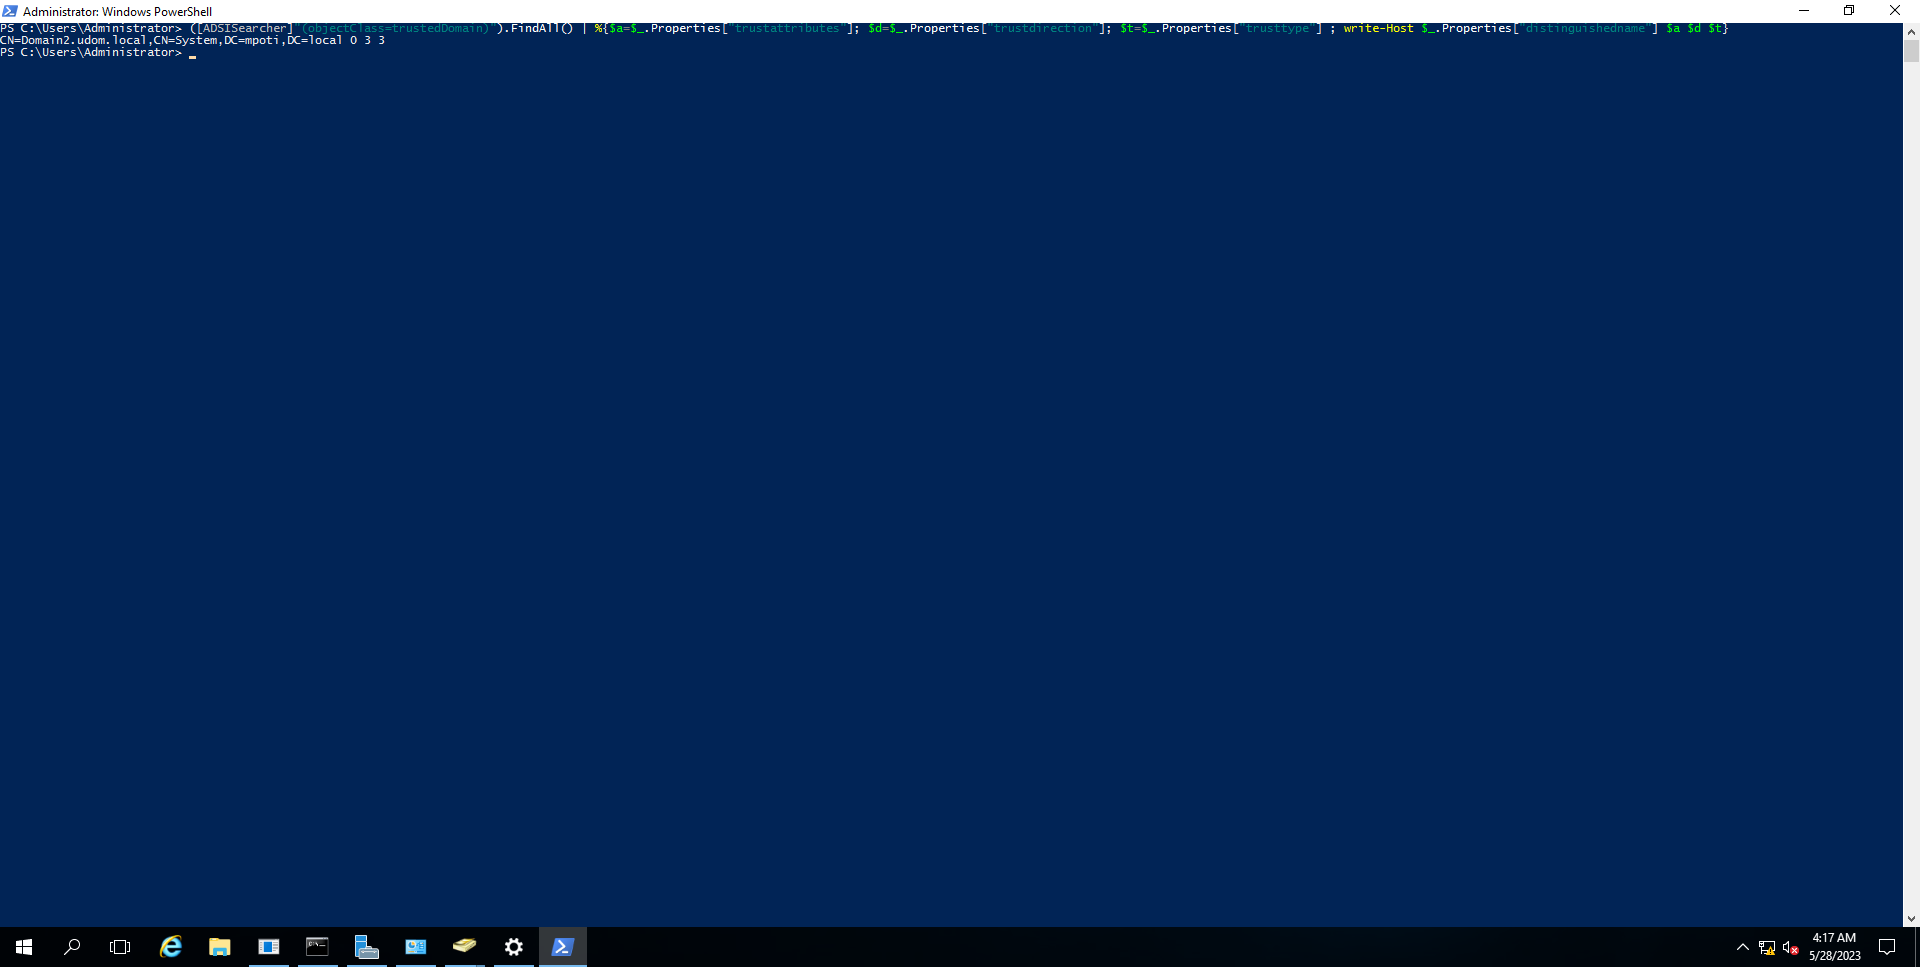 Administrator: Windows PowerShell
PS C:\Users\Administrator> ([ADSISearcher]"(objectClass=trustedDomain)").FindAll() | %{$a=$_.Properties["trustattributes"]; $d=$_.Properties["trustdirection"]; $t=$_.Properties["trusttype"] ; write-Host $_.Properties["distinguishedname"] $a $d $t}
CN=Domain2.udom.local,CN=System,DC=mpoti,DC=local 0 3 3
PS C:\Users\Administrator>
4:17 AM
5/28/2023